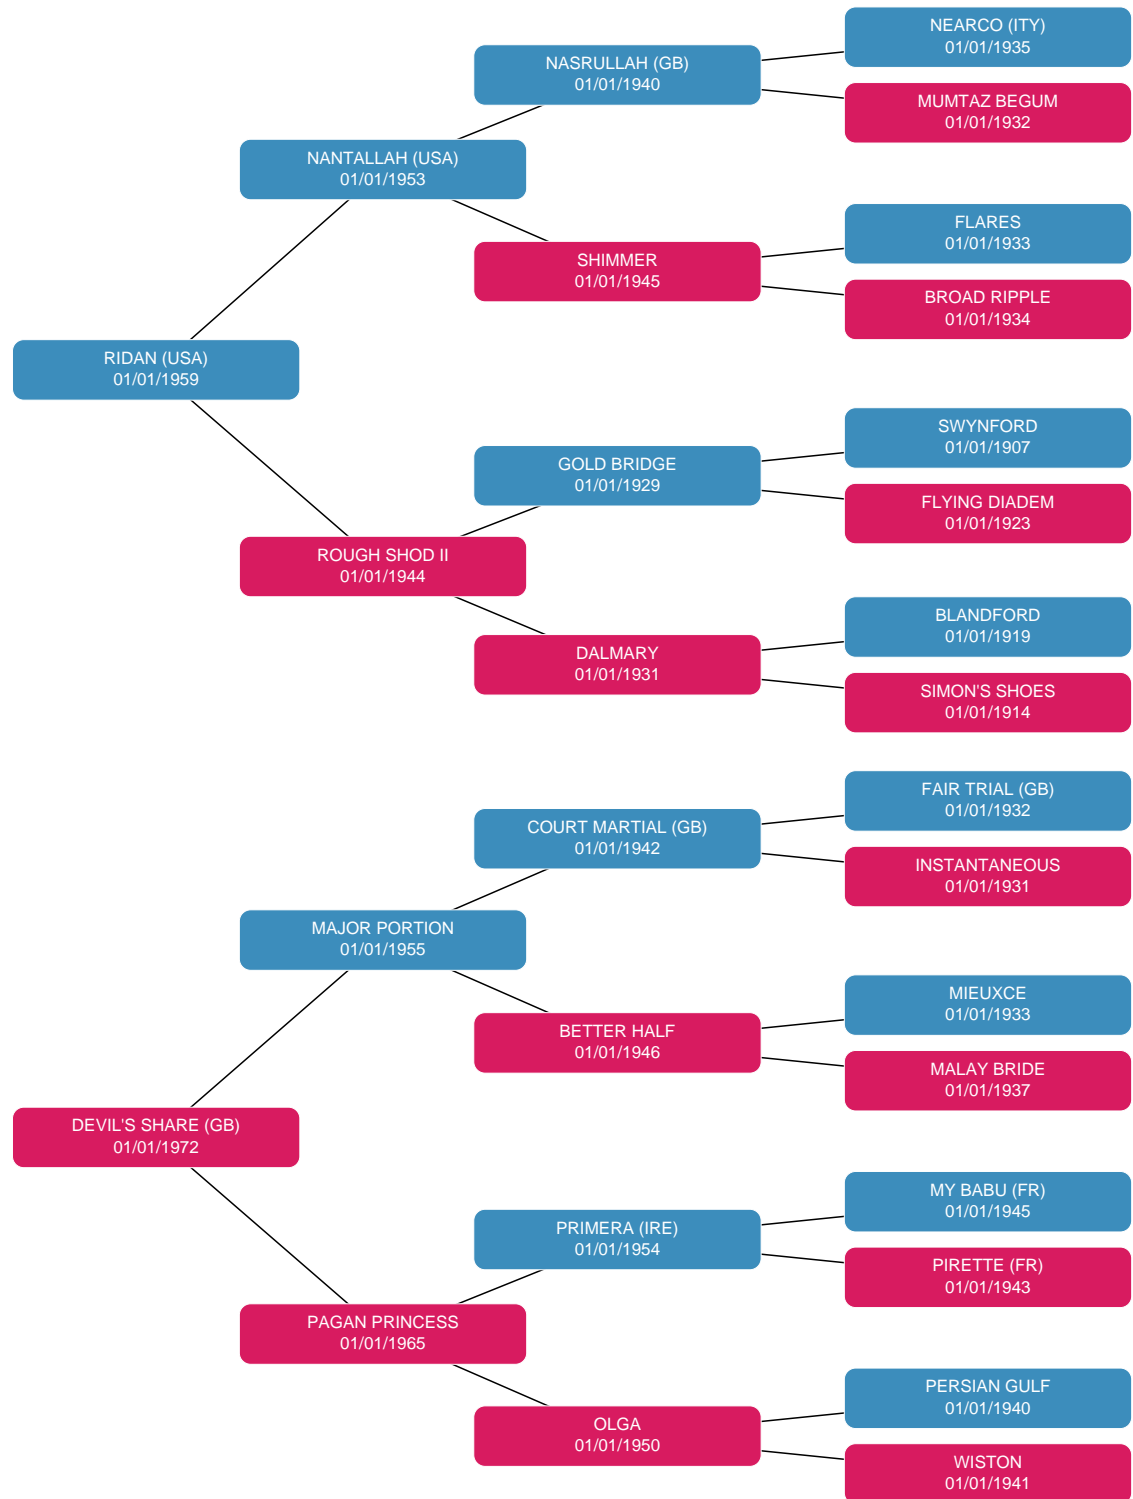 NEARCO (ITY)
01/01/1935
NASRULLAH (GB)
01/01/1940
MUMTAZ BEGUM
01/01/1932
NANTALLAH (USA)
01/01/1953
FLARES
01/01/1933
SHIMMER
01/01/1945
BROAD RIPPLE
01/01/1934
RIDAN (USA)
01/01/1959
SWYNFORD
01/01/1907
GOLD BRIDGE
01/01/1929
FLYING DIADEM
01/01/1923
ROUGH SHOD II
01/01/1944
BLANDFORD
01/01/1919
DALMARY
01/01/1931
SIMON'S SHOES
01/01/1914
FAIR TRIAL (GB)
01/01/1932
COURT MARTIAL (GB)
01/01/1942
INSTANTANEOUS
01/01/1931
MAJOR PORTION
01/01/1955
MIEUXCE
01/01/1933
BETTER HALF
01/01/1946
MALAY BRIDE
01/01/1937
DEVIL'S SHARE (GB)
01/01/1972
MY BABU (FR)
01/01/1945
PRIMERA (IRE)
01/01/1954
PIRETTE (FR)
01/01/1943
PAGAN PRINCESS
01/01/1965
PERSIAN GULF
01/01/1940
OLGA
01/01/1950
WISTON
01/01/1941